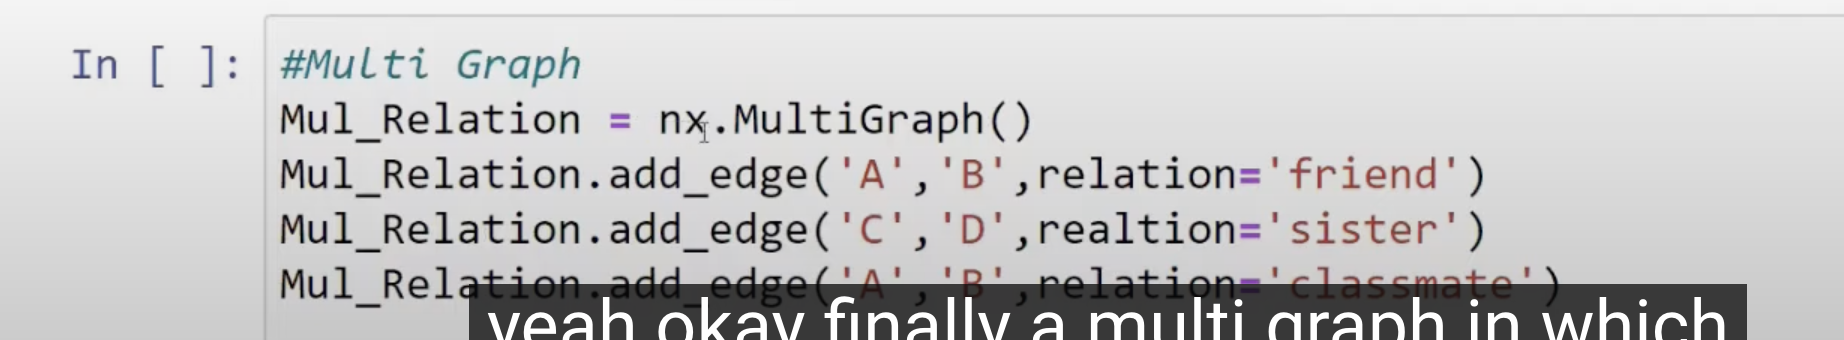 In [ ]:
#Multi Graph
Mul_Relation = nx.MultiGraph()
Mul_Relation.add_edge('A','B',relation='friend')
Mul_Relation.add_edge('C','D',realtion='sister')
Mul_Relation.add_edge('A','B',relation='classmate')
yeah okay finally a multi graph in which